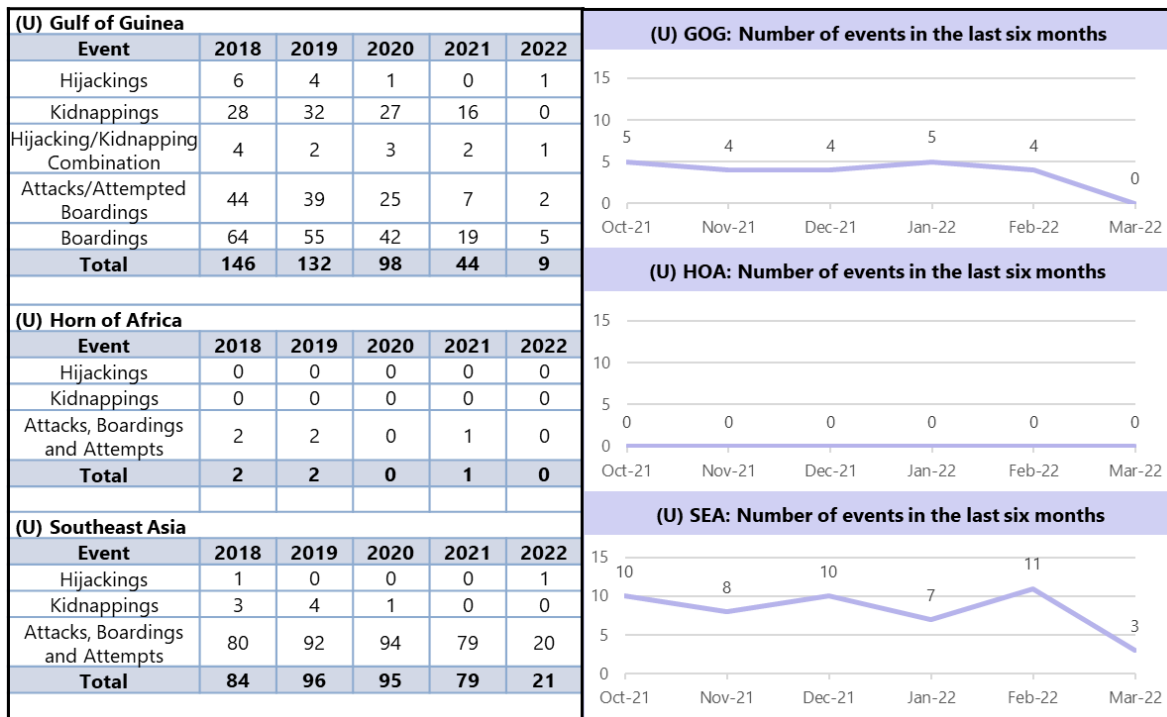 (U) Gulf of Guinea
Event 2018 2019 2020 2021 2022
Hijackings 6 4 1 0 1
Kidnappings 28 32 27 16 0
Hijacking/Kidnapping
Combination 4 2 3 2 1
Attacks/Attempted
Boardings 44 39 25 7 2
Boardings 64 55 42 19 5
Total 146 132 98 44 9
(U) Horn of Africa
Event 2018 2019 2020 2021 2022
Hijackings 0 0 0 0 0
Kidnappings 0 0 0 0 0
Attacks, Boardings
and Attempts 2 2 0 1 0
Total 2 2 0 1 0
(U) Southeast Asia
Event 2018 2019 2020 2021 2022
Hijackings 1 0 0 0 1
Kidnappings 3 4 1 0 0
Attacks, Boardings
and Attempts 80 92 94 79 20
Total 84 96 95 79 21
(U) GOG: Number of events in the last six months
15
10
5
0
5 4 4 5 4 0
Oct-21 Nov-21 Dec-21 Jan-22 Feb-22 Mar-22
(U) HOA: Number of events in the last six months
15
10
5
0
0 0 0 0 0 0
Oct-21 Nov-21 Dec-21 Jan-22 Feb-22 Mar-22
(U) SEA: Number of events in the last six months
15
10
5
0
10 8 10 7 11 3
Oct-21 Nov-21 Dec-21 Jan-22 Feb-22 Mar-22